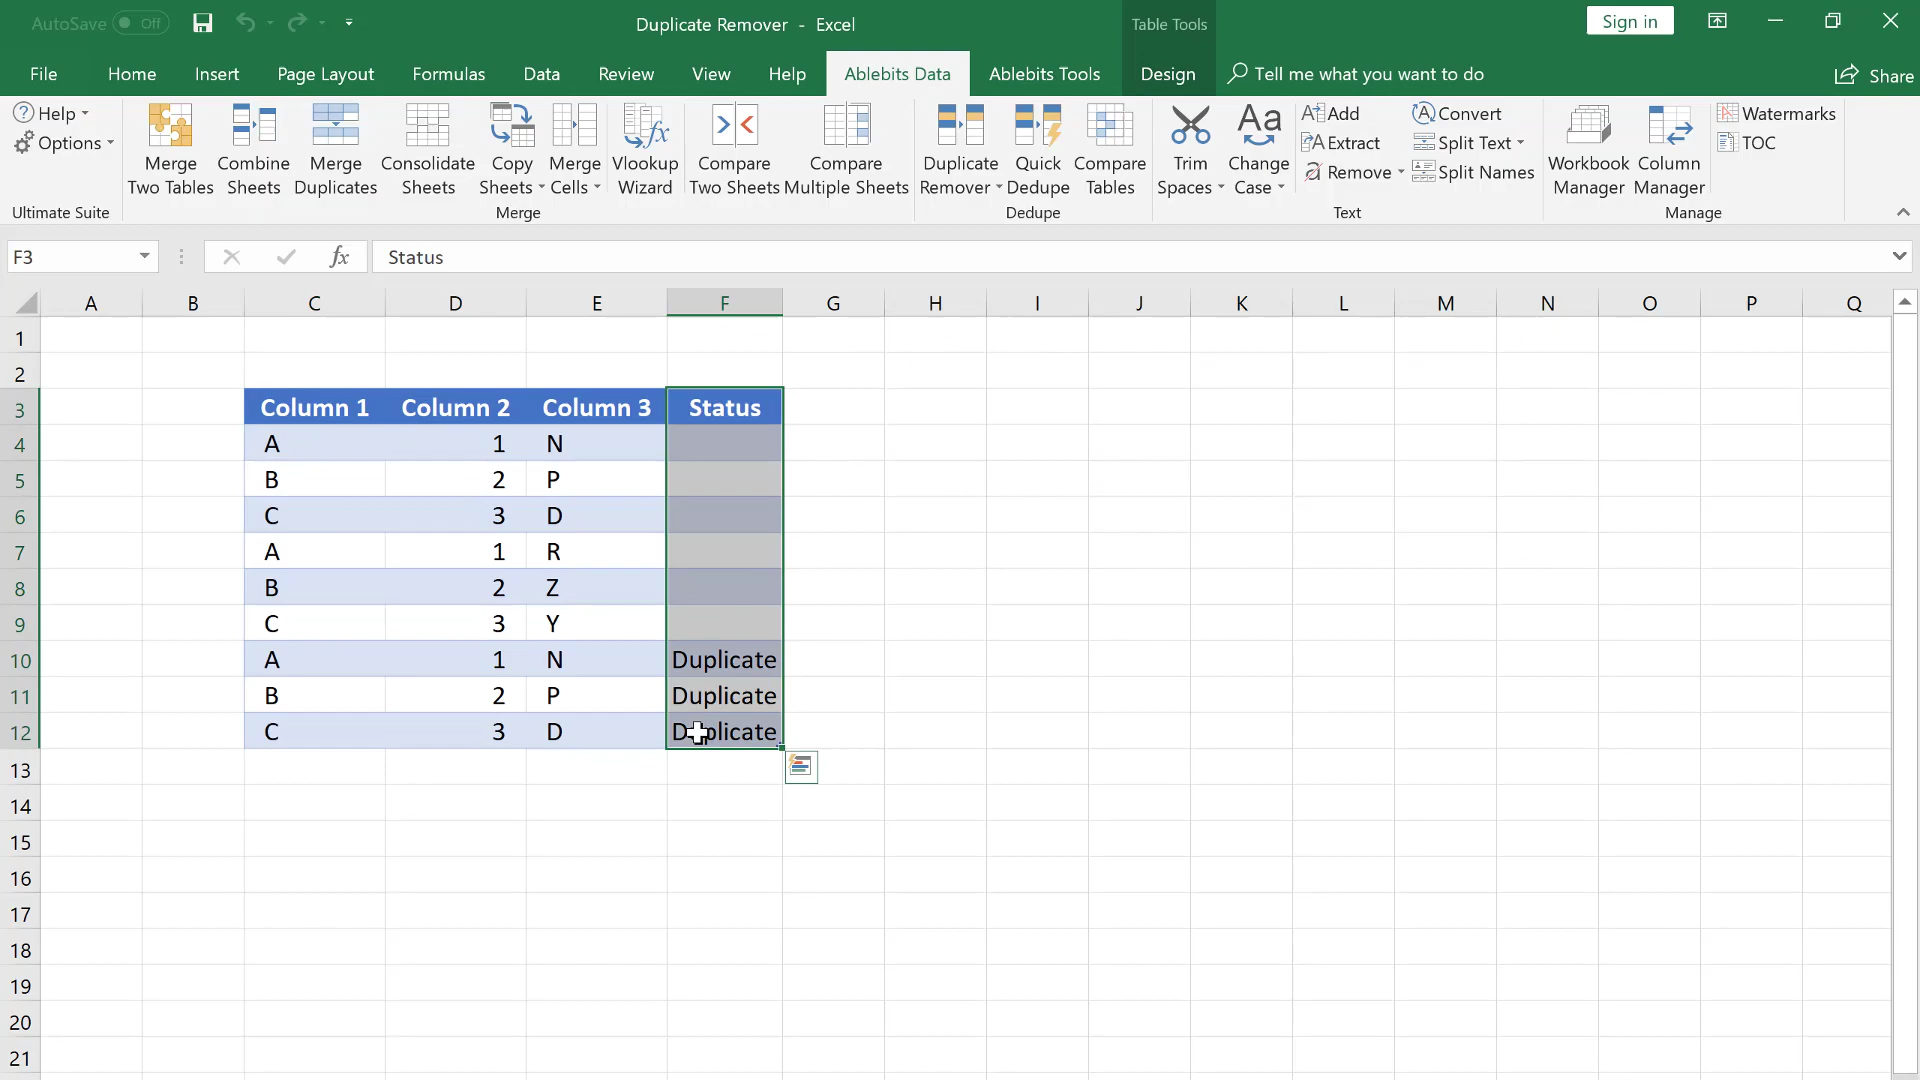 AutoSave Off
Duplicate Remover - Excel
Table Tools
Sign in
File Home Insert Page Layout Formulas Data Review View Help Ablebits Data Ablebits Tools Design Tell me what you want to do Share
Help
Options
Ultimate Suite
Merge Two Tables
Combine Sheets
Merge Duplicates
Consolidate Sheets
Copy Sheets
Merge Cells
Vlookup Wizard
Compare Two Sheets
Compare Multiple Sheets
Merge
Duplicate Remover
Quick Dedupe
Compare Tables
Dedupe
Trim Spaces
Change Case
Add
Extract
Remove
Convert
Split Text
Split Names
Text
Workbook Manager
Column Manager
Watermarks
TOC
Manage
F3 fx Status
A B C D E F G H I J K L M N O P Q
1
2
3 Column 1 Column 2 Column 3 Status
4 A 1 N
5 B 2 P
6 C 3 D
7 A 1 R
8 B 2 Z
9 C 3 Y
10 A 1 N Duplicate
11 B 2 P Duplicate
12 C 3 D Duplicate
13
14
15
16
17
18
19
20
21